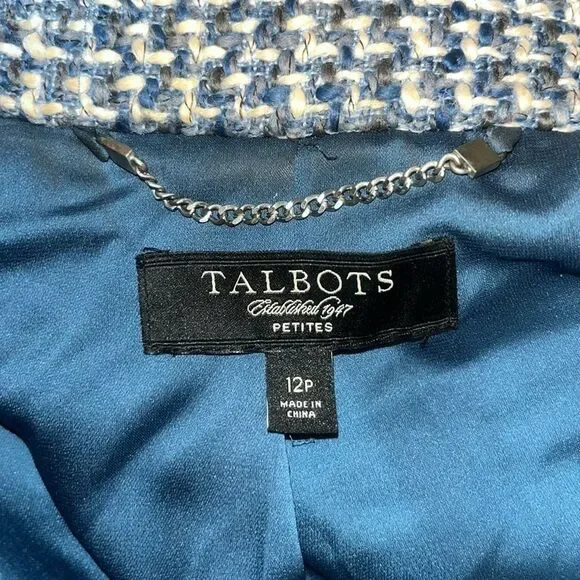 TALBOTS
Established 1947
PETITES
12P
MADE IN
CHINA